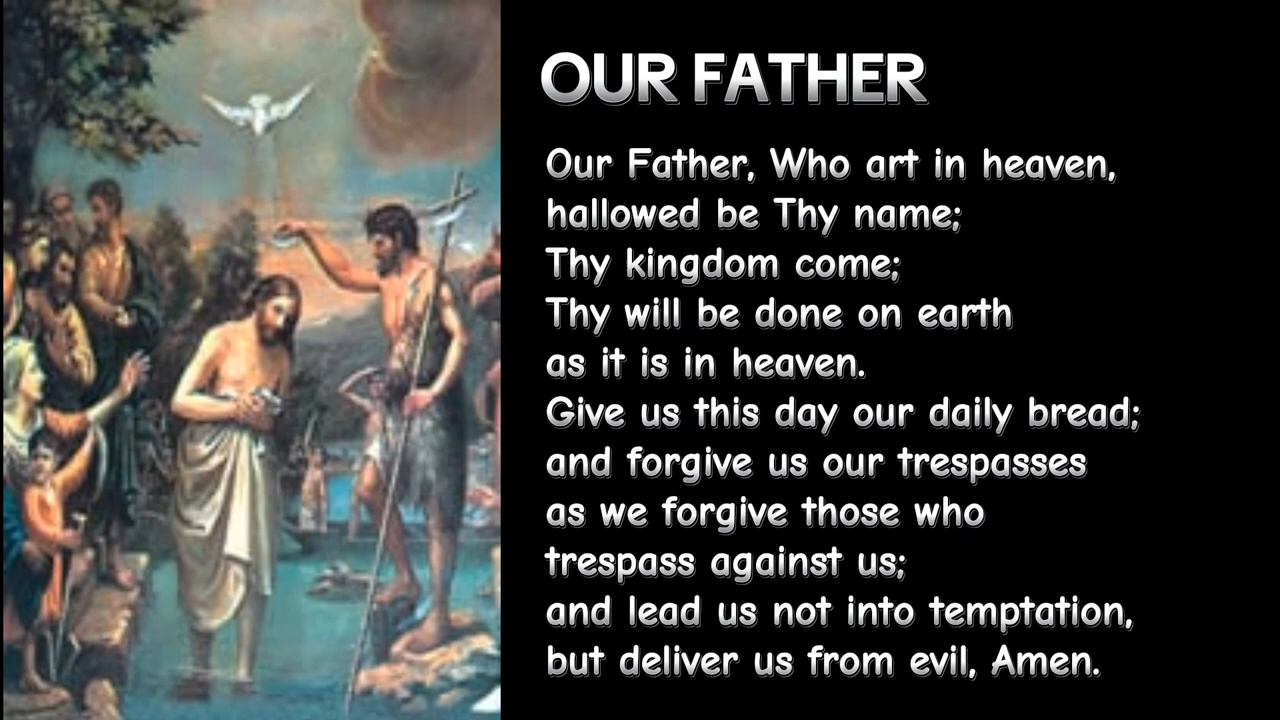 OUR FATHER
Our Father, Who art in heaven,
hallowed be Thy name;
Thy kingdom come;
Thy will be done on earth
as it is in heaven.
Give us this day our daily bread;
and forgive us our trespasses
as we forgive those who
trespass against us;
and lead us not into temptation,
but deliver us from evil, Amen.